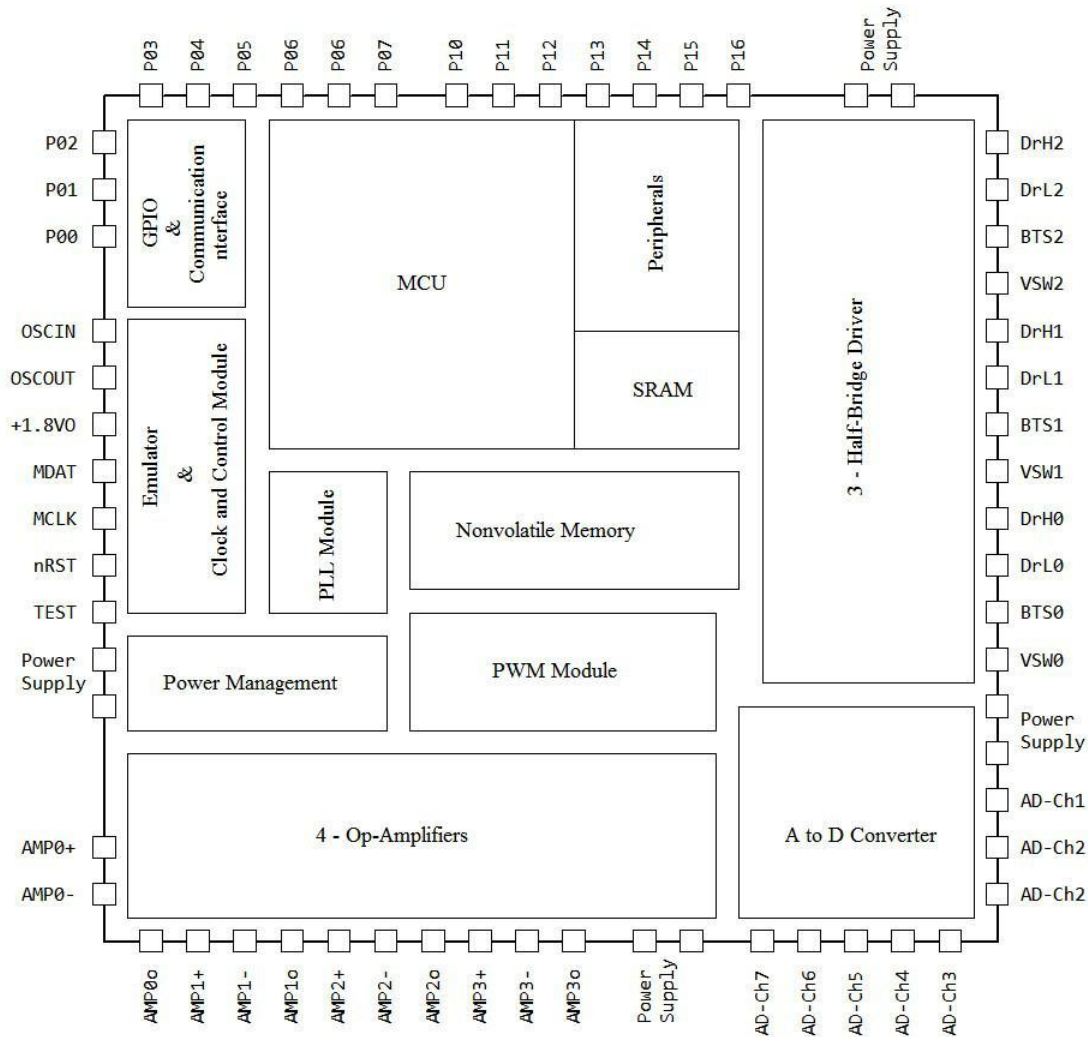 P03
P04
P05
P06
P06
P07
P10
P11
P12
P13
P14
P15
P16
Power
Supply
P02
P01
P00
OSCIN
OSCOUT
+1.8VO
MDAT
MCLK
nRST
TEST
Power
Supply
AMP0+
AMP0-
GPIO
&
Communication
nterface
MCU
Peripherals
SRAM
3 - Half-Bridge Driver
Emulator
&
Clock and Control Module
PLL Module
Nonvolatile Memory
Power Management
PWM Module
4 - Op-Amplifiers
A to D Converter
DrH2
DrL2
BTS2
VSW2
DrH1
DrL1
BTS1
VSW1
DrH0
DrL0
BTS0
VSW0
Power
Supply
AD-Ch1
AD-Ch2
AD-Ch2
AMP0o
AMP1+
AMP1-
AMP1o
AMP2+
AMP2-
AMP2o
AMP3+
AMP3-
AMP3o
Power
Supply
AD-Ch7
AD-Ch6
AD-Ch5
AD-Ch4
AD-Ch3